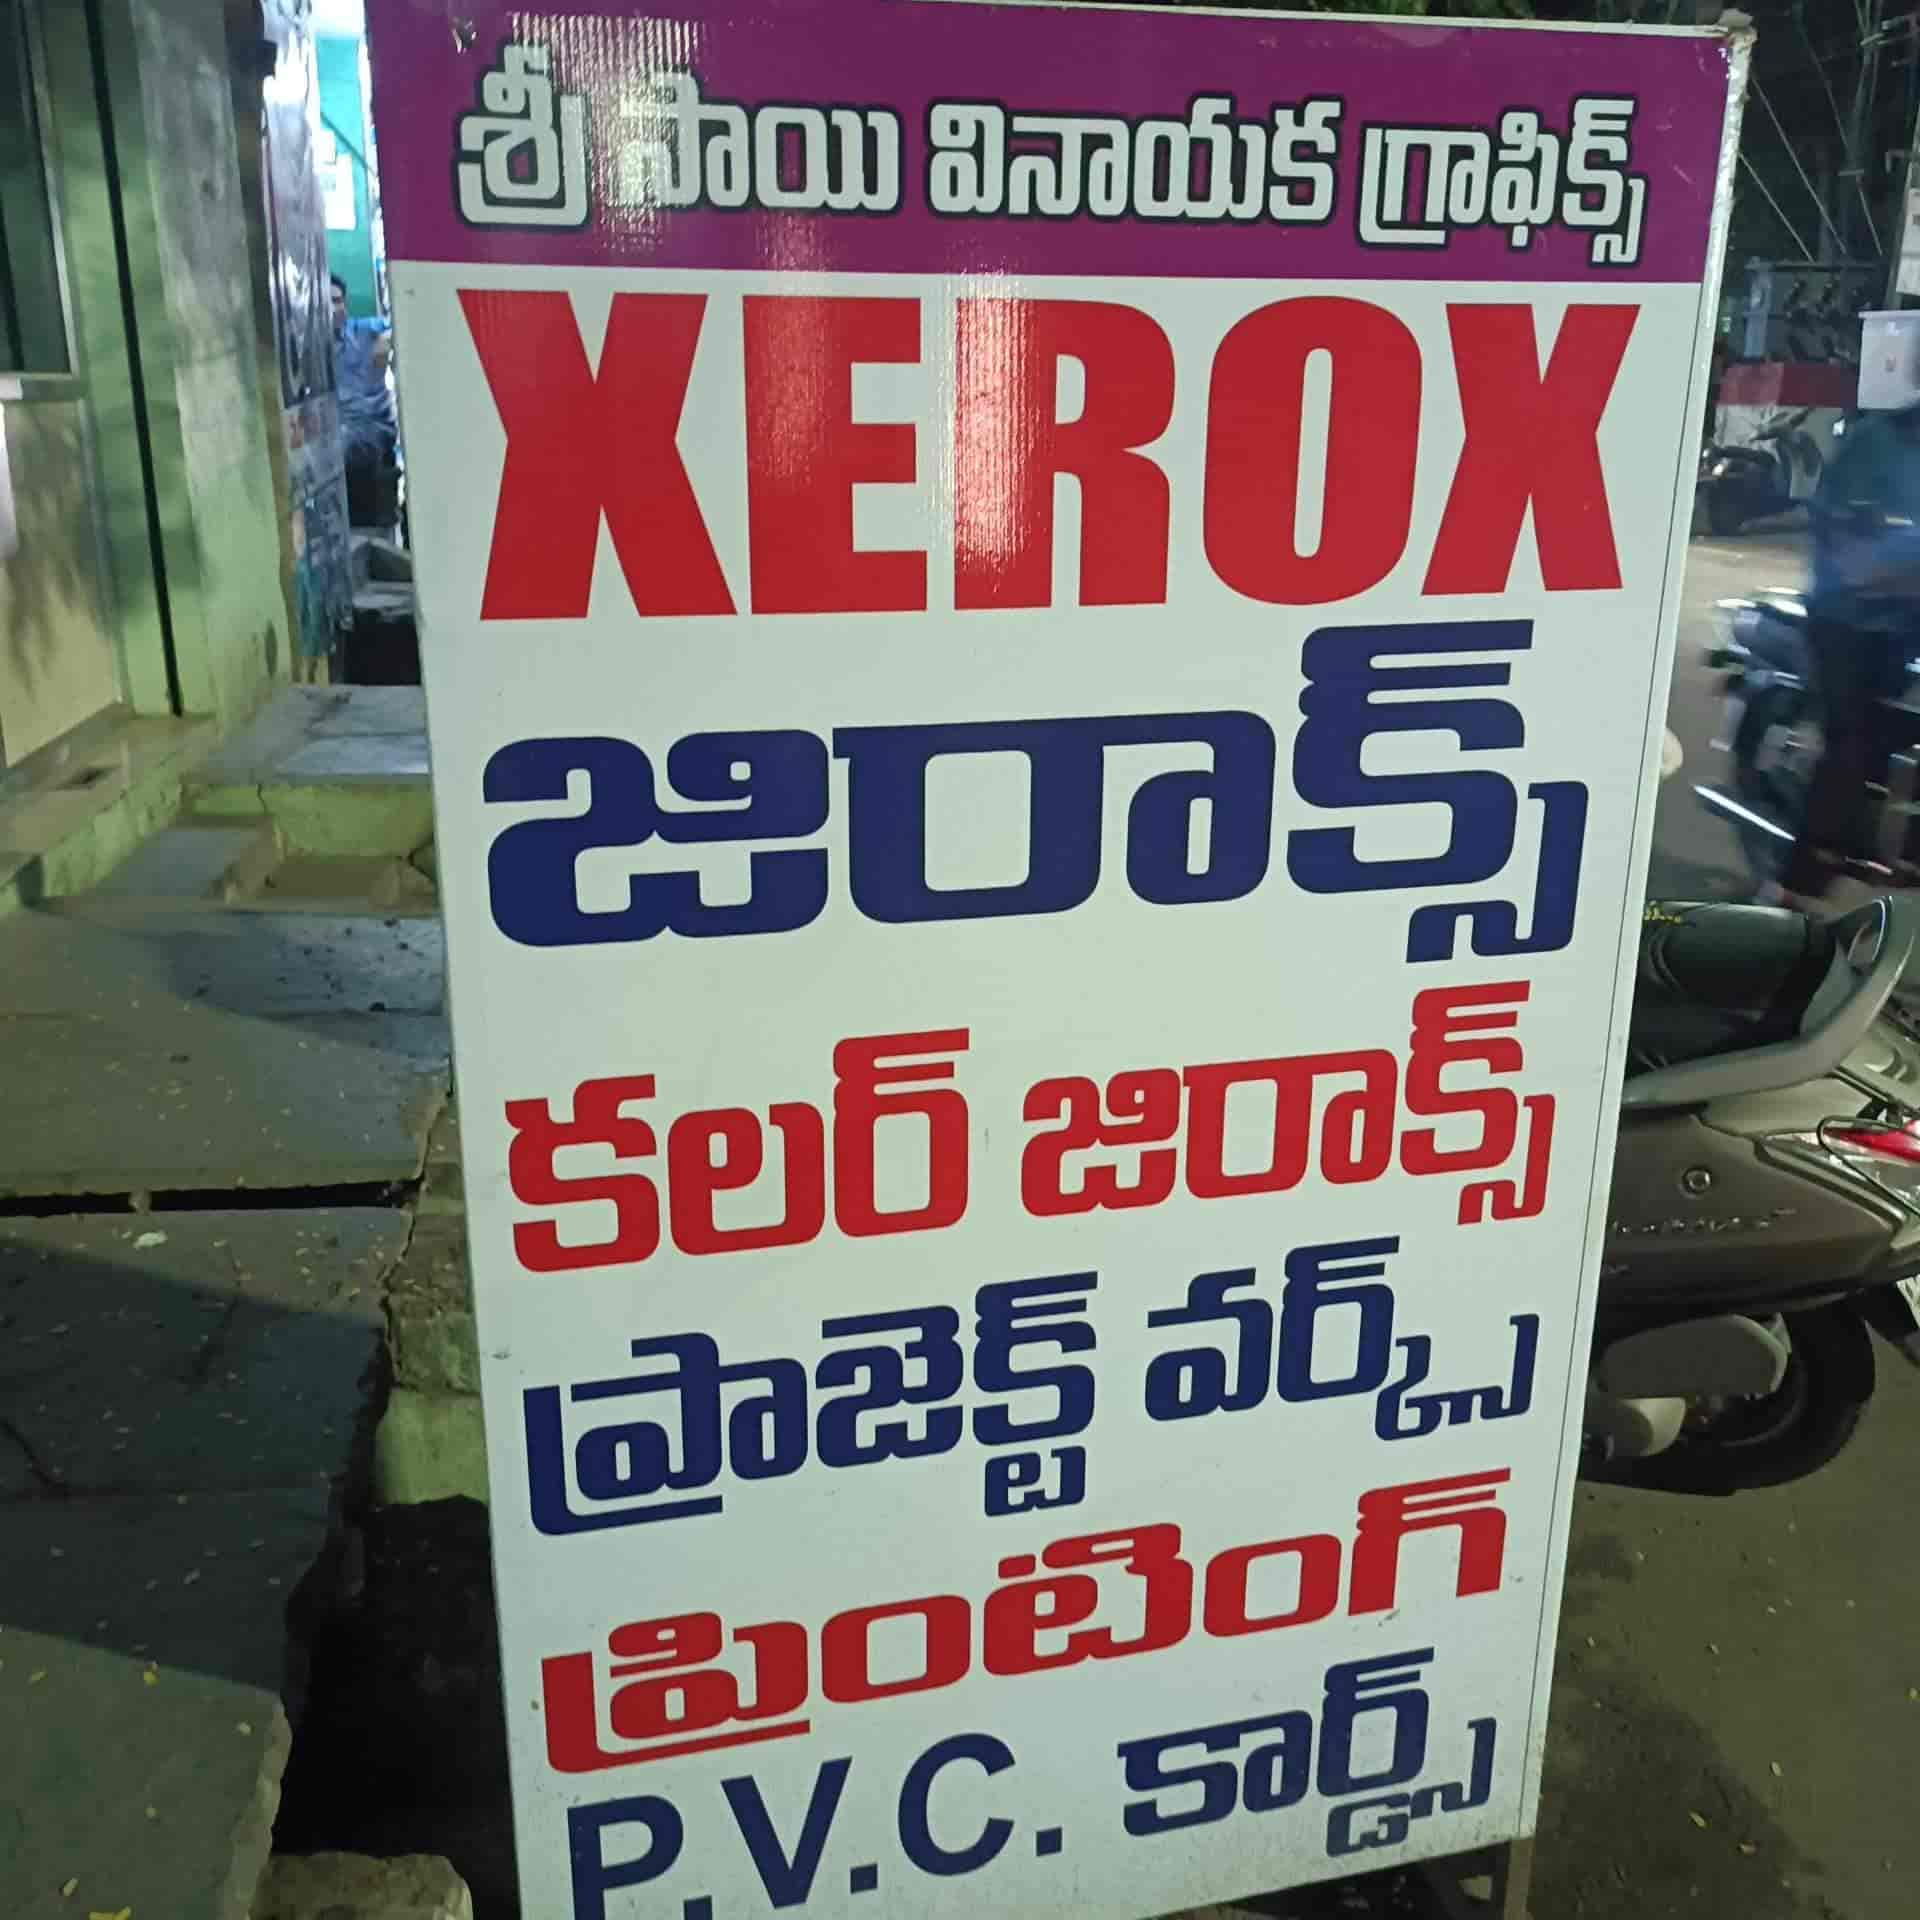 శ్రీ సాయి వినాయక గ్రాఫిక్స్
XEROX
జిరాక్స్
కలర్ జిరాక్స్
ప్రాజెక్ట్ వర్క్స్
ప్రింటింగ్
P.V.C. కార్డ్స్